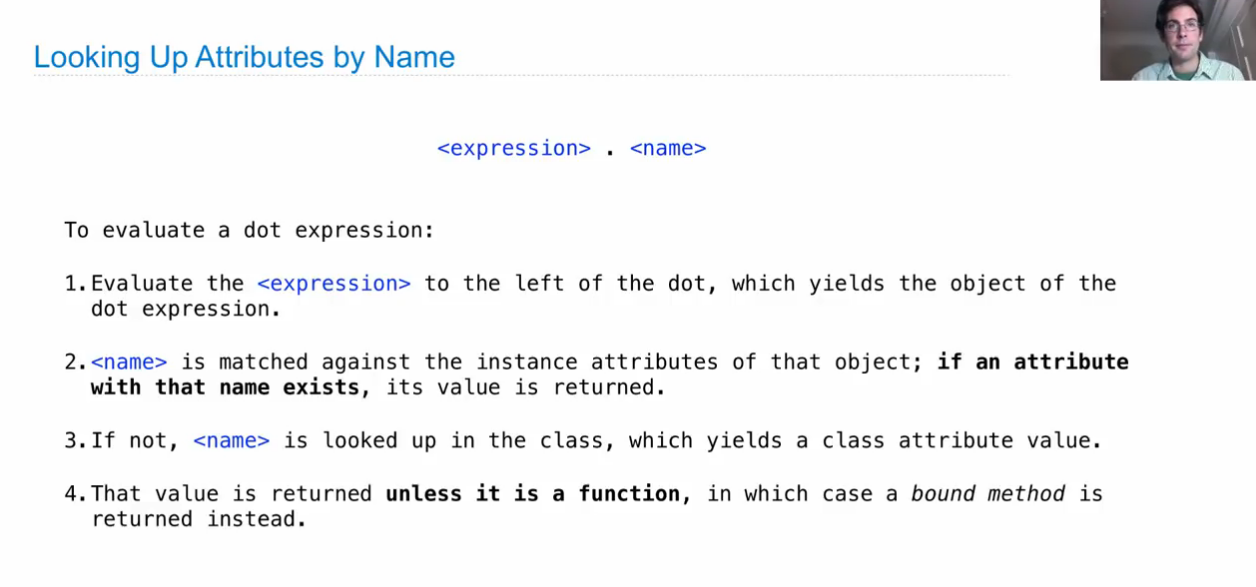 Looking Up Attributes by Name
<expression> . <name>
To evaluate a dot expression:
1. Evaluate the <expression> to the left of the dot, which yields the object of the
dot expression.
2. <name> is matched against the instance attributes of that object; if an attribute
with that name exists, its value is returned.
3. If not, <name> is looked up in the class, which yields a class attribute value.
4. That value is returned unless it is a function, in which case a bound method is
returned instead.